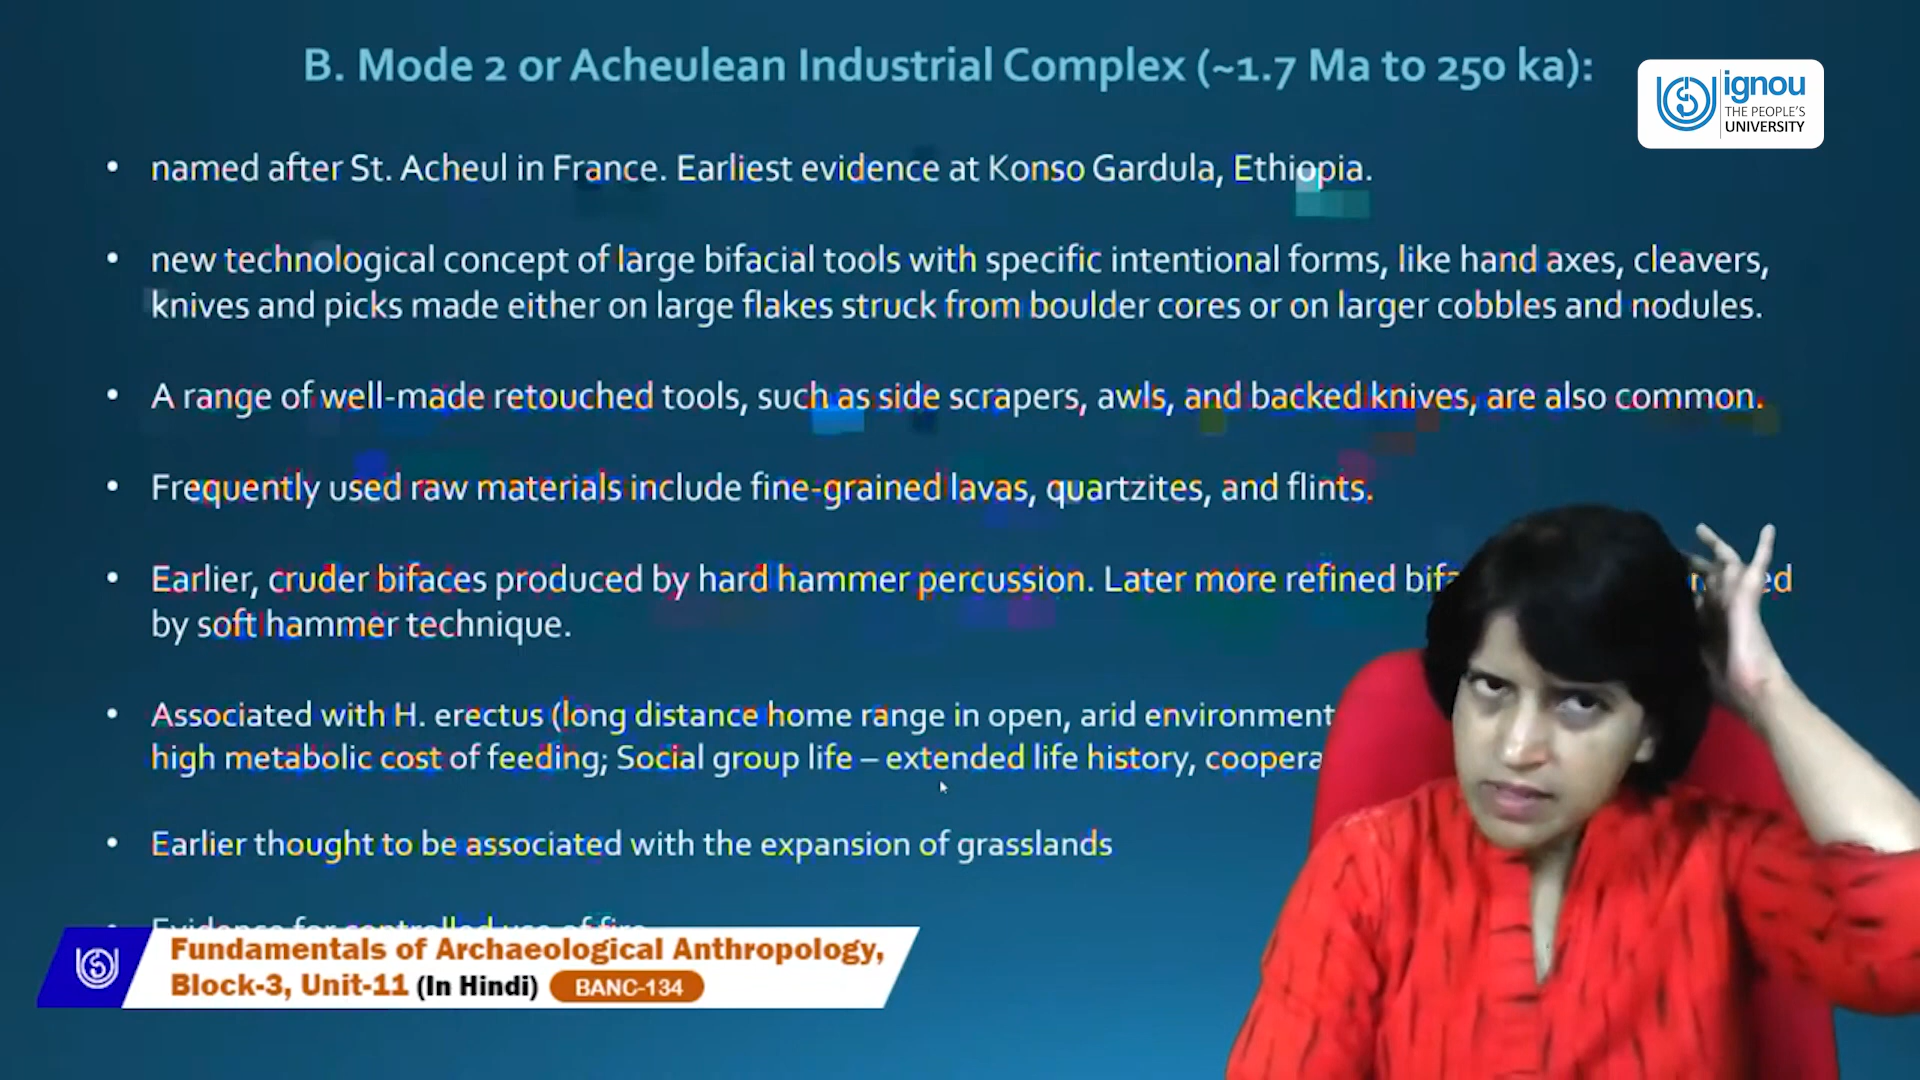 B. Mode 2 or Acheulean Industrial Complex (~1.7 Ma to 250 ka):
ignou
THE PEOPLE'S
UNIVERSITY
• named after St. Acheul in France. Earliest evidence at Konso Gardula, Ethiopia.
• new technological concept of large bifacial tools with specific intentional forms, like hand axes, cleavers,
knives and picks made either on large flakes struck from boulder cores or on larger cobbles and nodules.
• A range of well-made retouched tools, such as side scrapers, awls, and backed knives, are also common.
• Frequently used raw materials include fine-grained lavas, quartzites, and flints.
• Earlier, cruder bifaces produced by hard hammer percussion. Later more refined
by soft hammer technique.
• Associated with H. erectus (long distance home range in open, arid environment
high metabolic cost of feeding; Social group life – extended life history,
• Earlier thought to be associated with the expansion of grasslands
• Evidence for controlled use of fire
Fundamentals of Archaeological Anthropology,
Block-3, Unit-11 (In Hindi) BANC-134